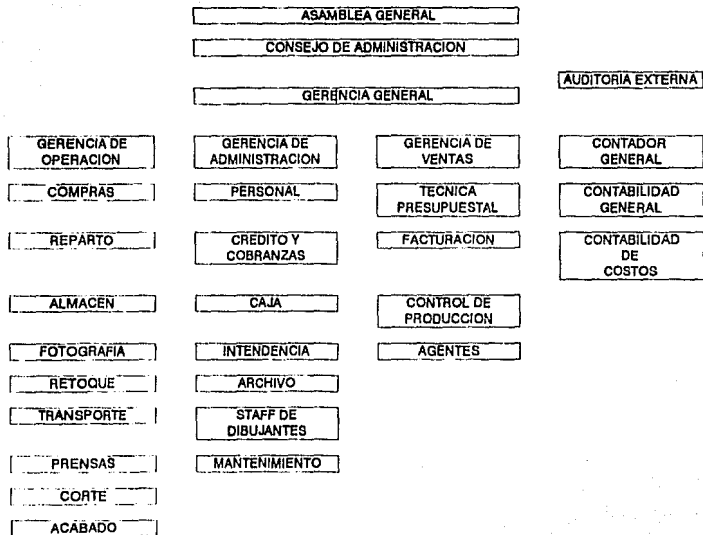 ASAMBLEA GENERAL
CONSEJO DE ADMINISTRACION
AUDITORIA EXTERNA
GERENCIA GENERAL
GERENCIA DE
OPERACION
GERENCIA DE
ADMINISTRACION
GERENCIA DE
VENTAS
CONTADOR
GENERAL
COMPRAS
PERSONAL
TECNICA
PRESUPUESTAL
CONTABILIDAD
GENERAL
REPARTO
CREDITO Y
COBRANZAS
FACTURACION
CONTABILIDAD
DE
COSTOS
ALMACEN
CAJA
CONTROL DE
PRODUCCION
FOTOGRAFIA
INTENDENCIA
AGENTES
RETOQUE
ARCHIVO
TRANSPORTE
STAFF DE
DIBUJANTES
PRENSAS
MANTENIMIENTO
CORTE
ACABADO